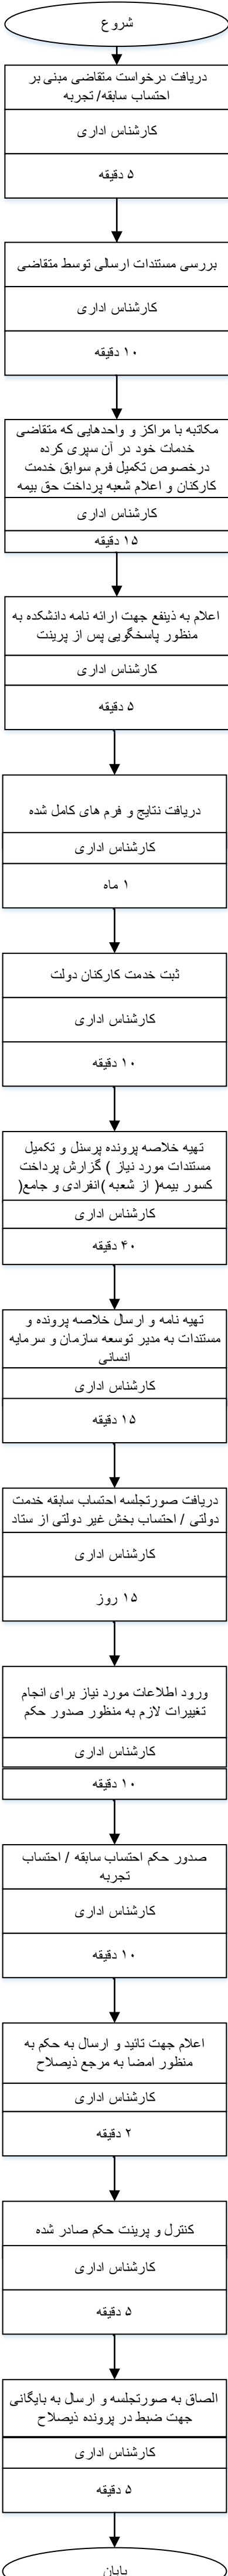 شروع
دریافت درخواست متقاضی مبنی بر
احتساب سابقه/ تجربه
کارشناس اداری
۵ دقیقه
بررسی مستندات ارسالی توسط متقاضی
کارشناس اداری
۱۰ دقیقه
مکاتبه با مراکز و واحدهایی که متقاضی
خدمات خود در آن سپری کرده
درخصوص تکمیل فرم سوابق خدمت
کارکنان و اعلام شعبه پرداخت حق بیمه
کارشناس اداری
۱۵ دقیقه
اعلام به ذینفع جهت ارائه نامه دانشکده به
منظور پاسخگویی پس از پرینت
کارشناس اداری
۵ دقیقه
دریافت نتایج و فرم های کامل شده
کارشناس اداری
۱ ماه
ثبت خدمت کارکنان دولت
کارشناس اداری
۱۰ دقیقه
تهیه خلاصه پرونده پرسنل و تکمیل
مستندات مورد نیاز ) گزارش پرداخت
کسور بیمه( از شعبه )انفرادی و جامع(
کارشناس اداری
۴۰ دقیقه
تهیه نامه و ارسال خلاصه پرونده و
مستندات به مدیر توسعه سازمان و سرمایه
انسانی
کارشناس اداری
۱۵ دقیقه
دریافت صورتجلسه احتساب سابقه خدمت
دولتی / احتساب بخش غیر دولتی از ستاد
کارشناس اداری
۱۵ روز
ورود اطلاعات مورد نیاز برای انجام
تغییرات لازم به منظور صدور حکم
کارشناس اداری
۱۰ دقیقه
صدور حکم احتساب سابقه / احتساب
تجربه
کارشناس اداری
۱۰ دقیقه
اعلام جهت تائید و ارسال به حکم به
منظور امضا به مرجع ذیصلاح
کارشناس اداری
۲ دقیقه
کنترل و پرینت حکم صادر شده
کارشناس اداری
۵ دقیقه
الصاق به صورتجلسه و ارسال به بایگانی
جهت ضبط در پرونده ذیصلاح
کارشناس اداری
۵ دقیقه
پایان